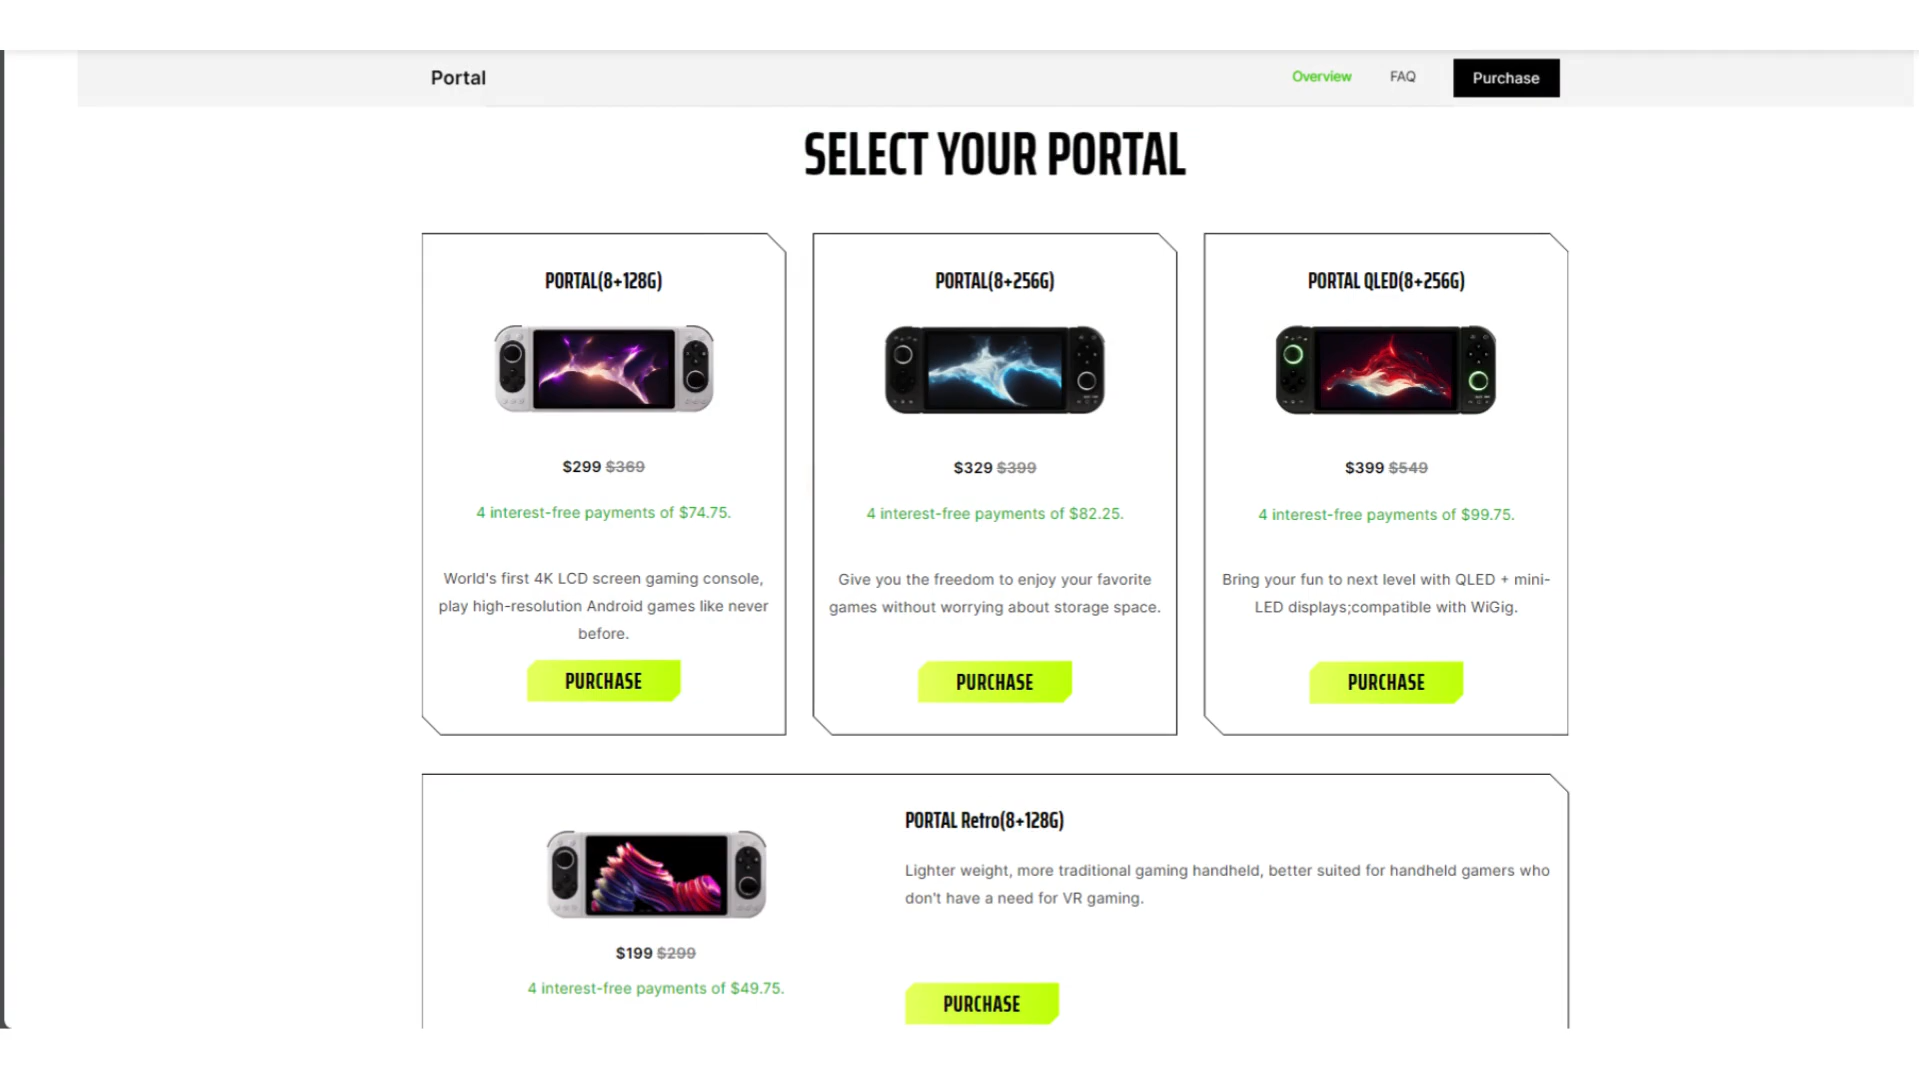 Portal
Overview
FAQ
Purchase
SELECT YOUR PORTAL
PORTAL(8+128G)
$299 $369
4 interest-free payments of $74.75.
World's first 4K LCD screen gaming console,
play high-resolution Android games like never
before.
PURCHASE
PORTAL(8+256G)
$329 $399
4 interest-free payments of $82.25.
Give you the freedom to enjoy your favorite
games without worrying about storage space.
PURCHASE
PORTAL QLED(8+256G)
$399 $549
4 interest-free payments of $99.75.
Bring your fun to next level with QLED + mini-
LED displays;compatible with WiGig.
PURCHASE
$199 $299
4 interest-free payments of $49.75.
PORTAL Retro(8+128G)
Lighter weight, more traditional gaming handheld, better suited for handheld gamers who
don't have a need for VR gaming.
PURCHASE